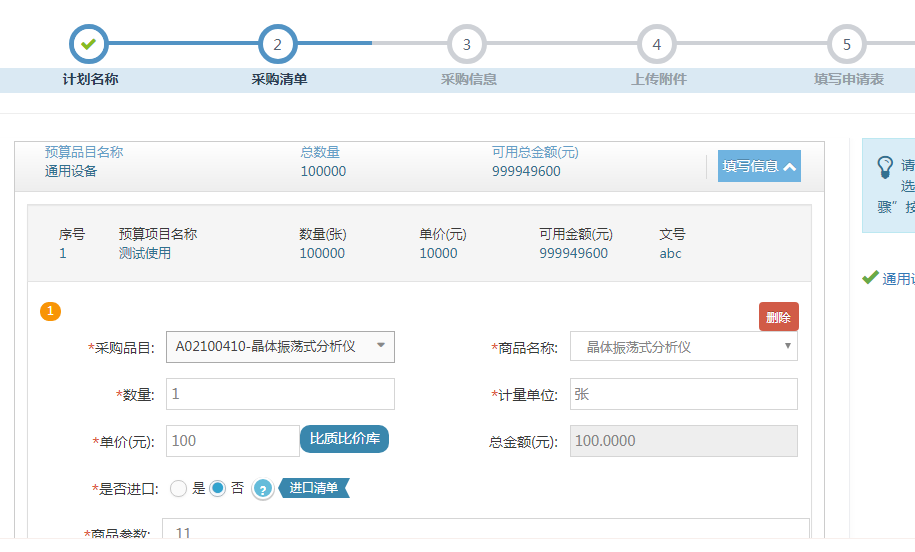 2 3 4 5
计划名称 采购清单 采购信息 上传附件 填写申请表
预算品目名称 总数量 可用总金额(元)
通用设备 100000 999949600 填写信息
请
选
骤”按
序号 预算项目名称 数量(张) 单价(元) 可用金额(元) 文号
1 测试使用 100000 10000 999949600 abc
通用设
1
删除
*采购品目: A02100410-晶体振荡式分析仪 *商品名称: 晶体振荡式分析仪
*数量: 1 *计量单位: 张
*单价(元): 100 比质比价库 总金额(元): 100.0000
*是否进口: 是 否 ? 进口清单
*商品参数: 11